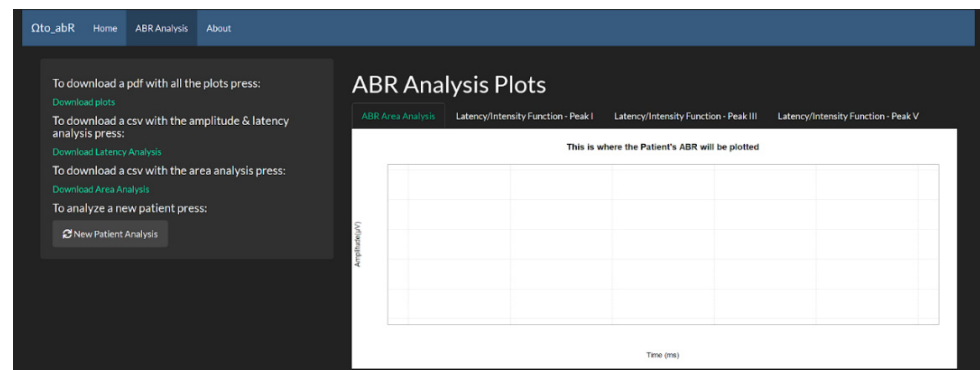 Ωto_abR Home ABR Analysis About
To download a pdf with all the plots press:
Download plots
To download a csv with the amplitude & latency
analysis press:
Download Latency Analysis
To download a csv with the area analysis press:
Download Area Analysis
To analyze a new patient press:
New Patient Analysis
ABR Analysis Plots
ABR Area Analysis Latency/Intensity Function - Peak I Latency/Intensity Function - Peak III Latency/Intensity Function - Peak V
This is where the Patient's ABR will be plotted
Amplitude(μV)
Time (ms)